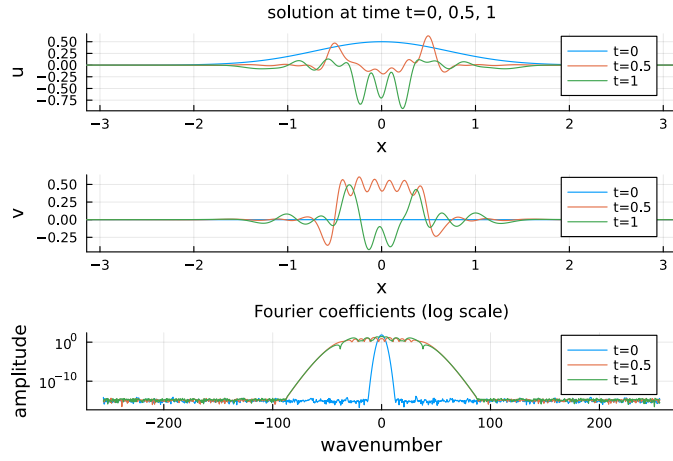 solution at time t=0, 0.5, 1
0.50
0.25
0.00
-0.25
-0.50
-0.75
u
t=0
t=0.5
t=1
−3 −2 −1 0 1 2 3
x
0.50
0.25
0.00
−0.25
v
t=0
t=0.5
t=1
−3 −2 −1 0 1 2 3
x
Fourier coefficients (log scale)
10⁰
10⁻¹⁰
amplitude
t=0
t=0.5
t=1
−200 −100 0 100 200
wavenumber